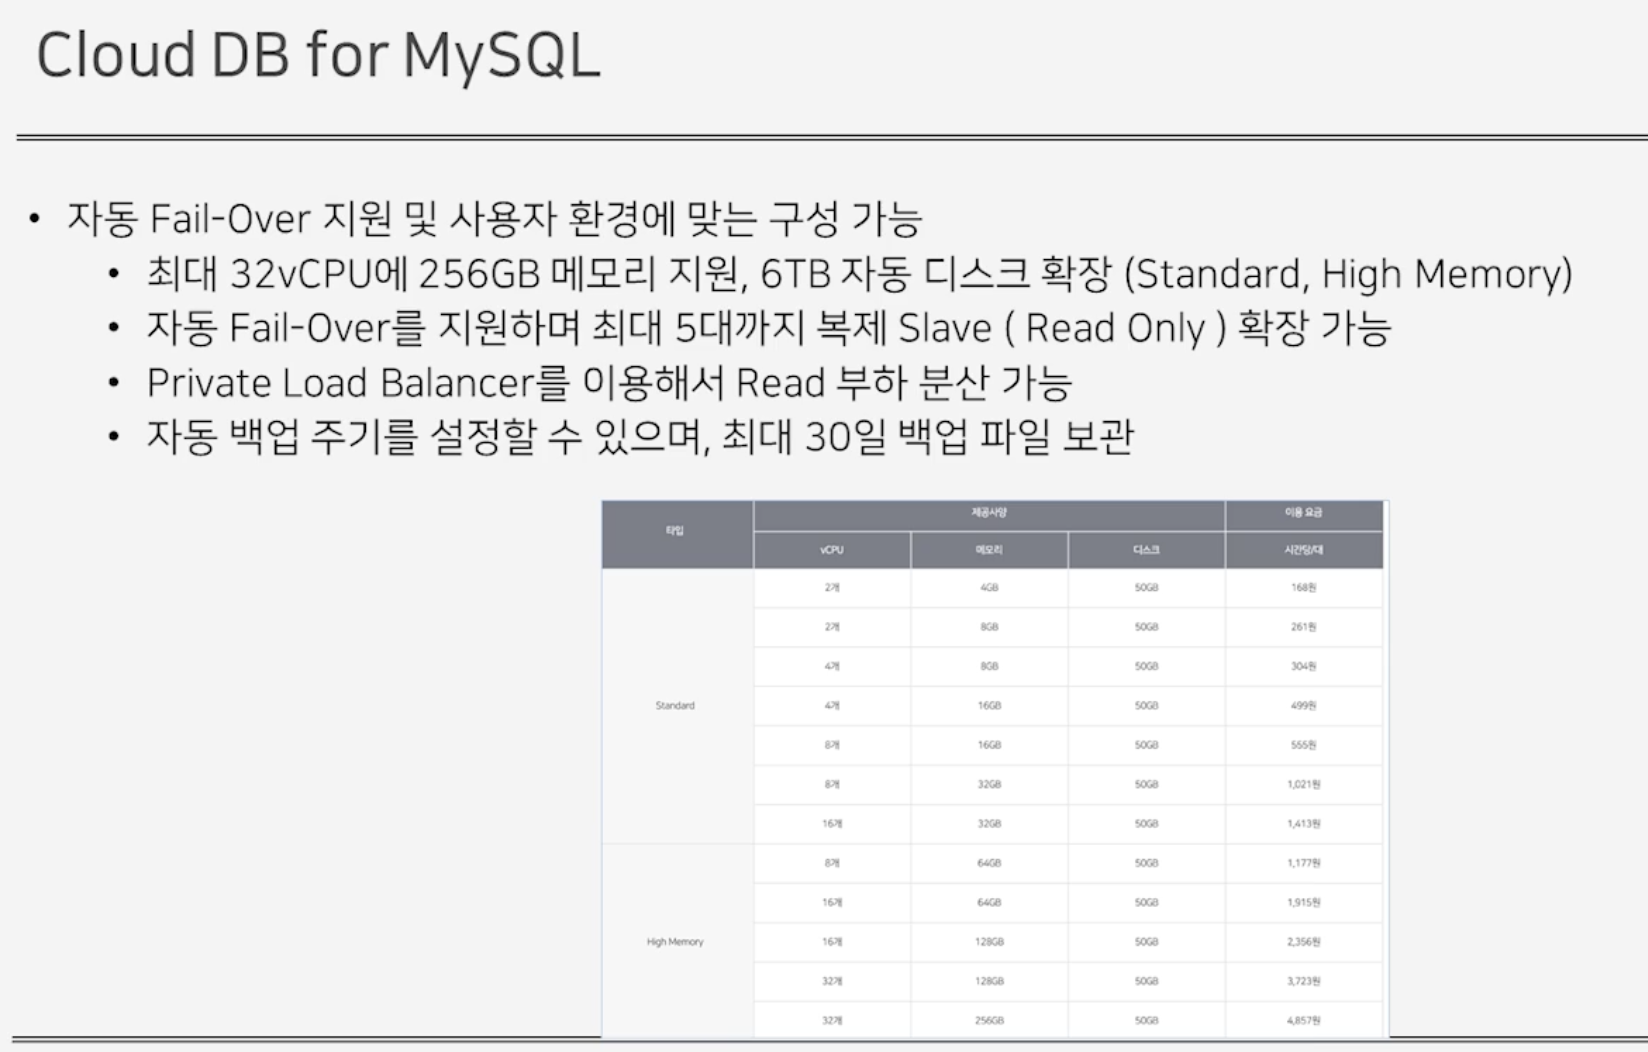 Cloud DB for MySQL
• 자동 Fail-Over 지원 및 사용자 환경에 맞는 구성 가능
• 최대 32vCPU에 256GB 메모리 지원, 6TB 자동 디스크 확장 (Standard, High Memory)
• 자동 Fail-Over를 지원하며 최대 5대까지 복제 Slave ( Read Only ) 확장 가능
• Private Load Balancer를 이용해서 Read 부하 분산 가능
• 자동 백업 주기를 설정할 수 있으며, 최대 30일 백업 파일 보관
타입 제공사양 이용 요금
vCPU 메모리 디스크 시간당/대
Standard
2개 4GB 50GB 168원
2개 8GB 50GB 261원
4개 8GB 50GB 304원
4개 16GB 50GB 499원
8개 16GB 50GB 555원
8개 32GB 50GB 1,021원
16개 32GB 50GB 1,413원
High Memory
8개 64GB 50GB 1,177원
16개 64GB 50GB 1,915원
16개 128GB 50GB 2,356원
32개 128GB 50GB 3,723원
32개 256GB 50GB 4,857원